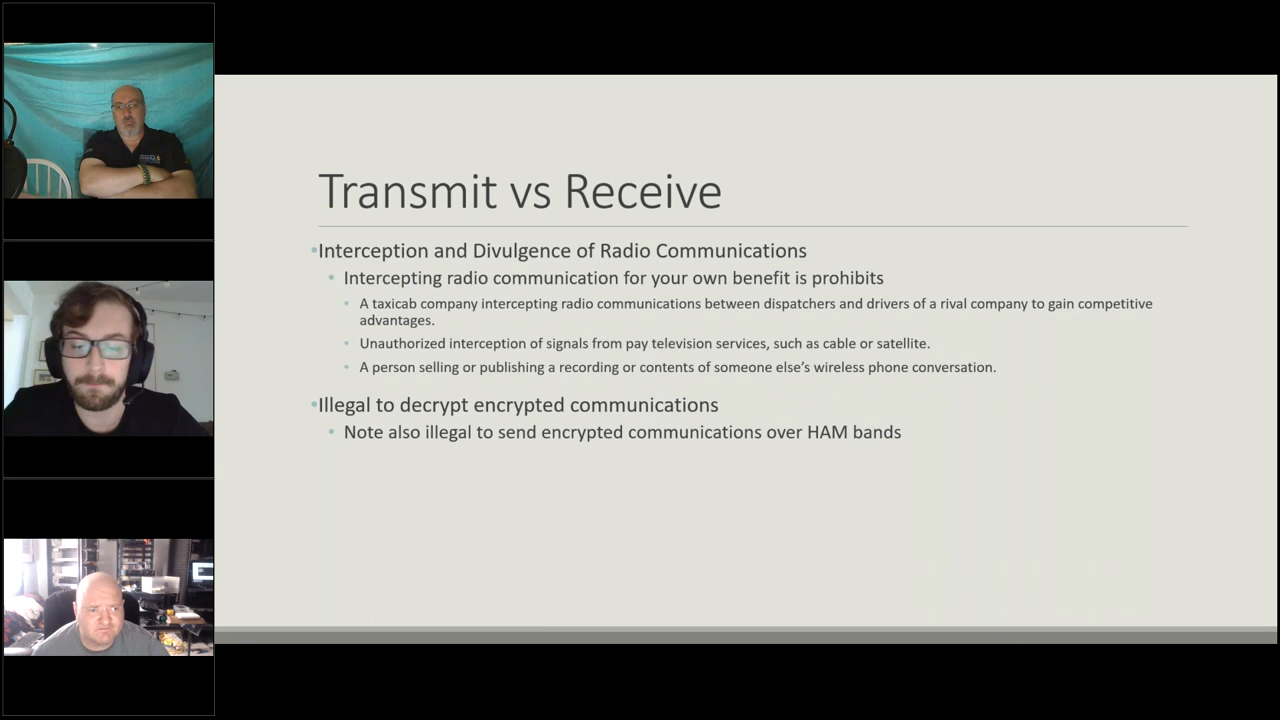 Transmit vs Receive
•Interception and Divulgence of Radio Communications
• Intercepting radio communication for your own benefit is prohibits
• A taxicab company intercepting radio communications between dispatchers and drivers of a rival company to gain competitive
advantages.
• Unauthorized interception of signals from pay television services, such as cable or satellite.
• A person selling or publishing a recording or contents of someone else’s wireless phone conversation.
•Illegal to decrypt encrypted communications
• Note also illegal to send encrypted communications over HAM bands